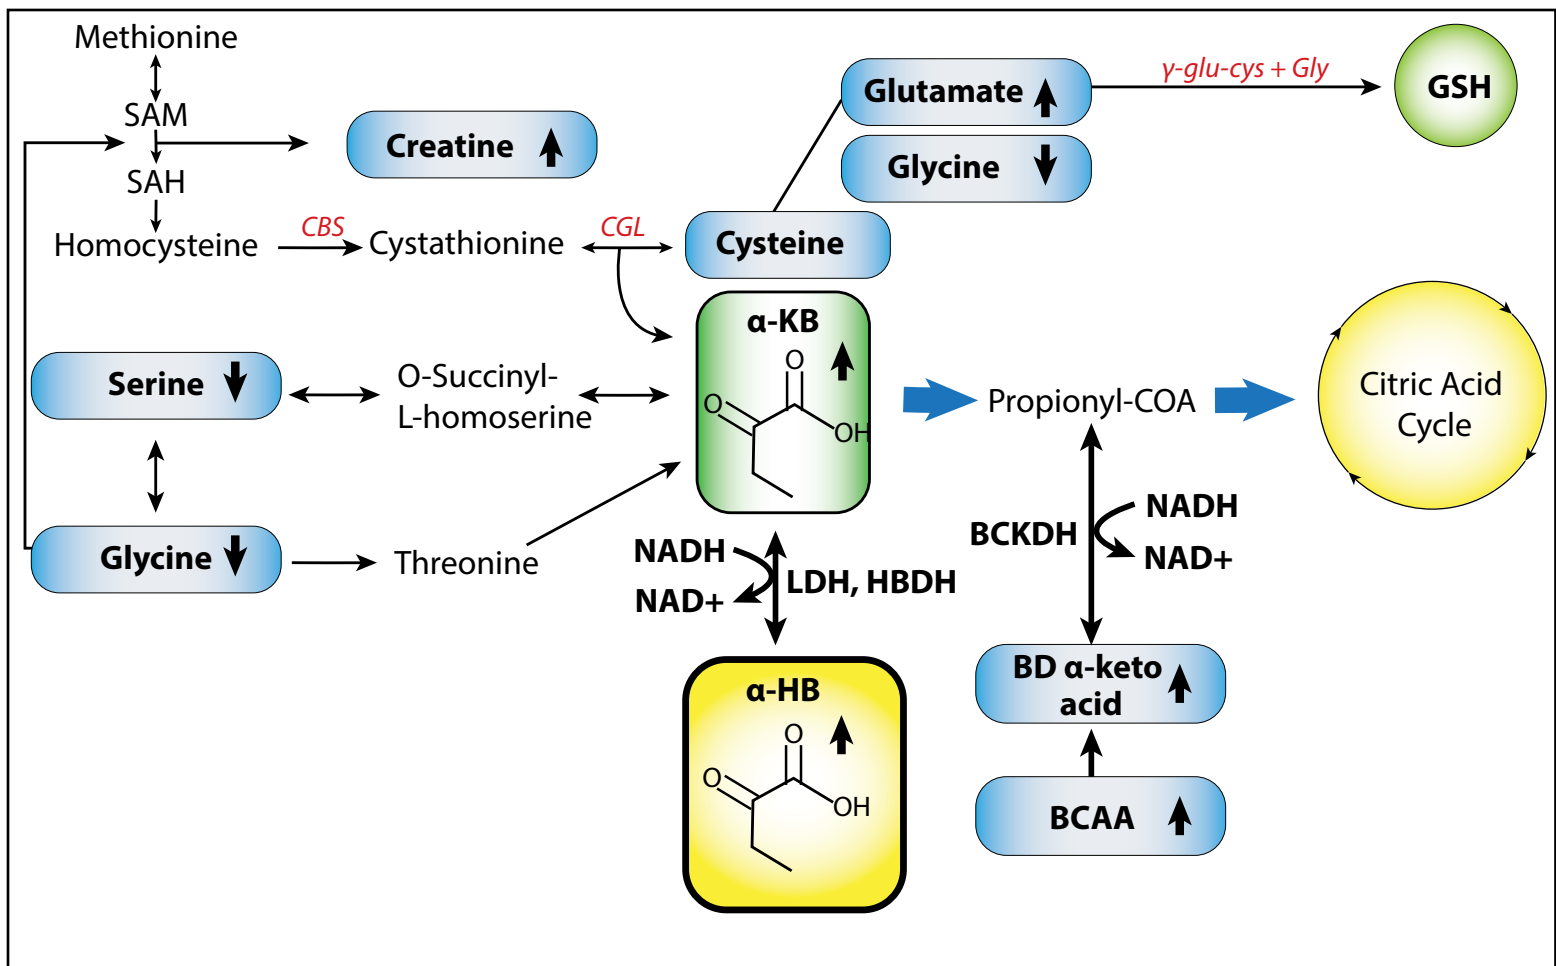 Methionine
SAM
SAH
Homocysteine
CBS
Cystathionine
CGL
Cysteine
Creatine
Glutamate
Glycine
γ-glu-cys + Gly
GSH
Serine
O-Succinyl-
L-homoserine
Glycine
Threonine
α-KB
O
O
OH
Propionyl-COA
Citric Acid
Cycle
NADH
NAD+
LDH, HBDH
BCKDH
NADH
NAD+
α-HB
O
O
OH
BD α-keto
acid
BCAA